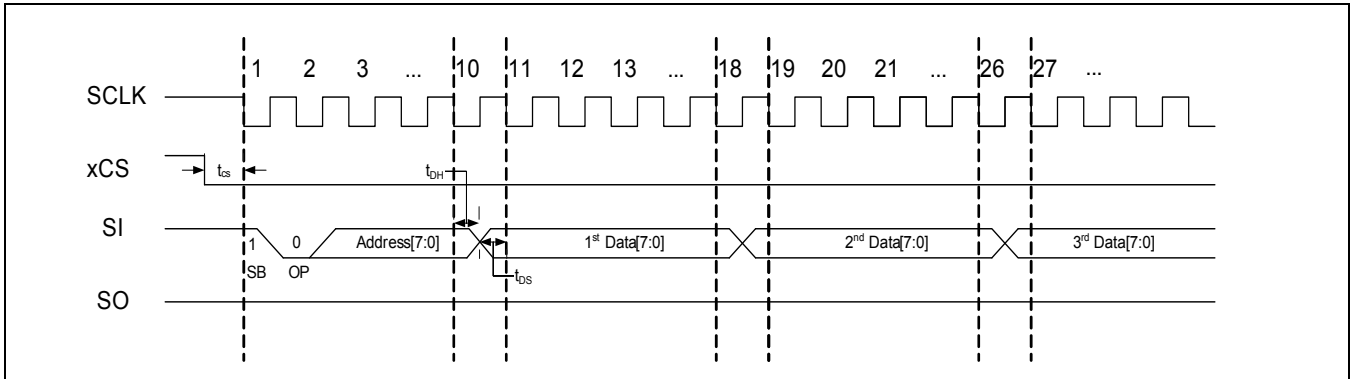 1 2 3 ... 10 11 12 13 ... 18 19 20 21 ... 26 27 ...
SCLK
xCS
tcs
tDH
SI
1 0 Address[7:0] 1st Data[7:0] 2nd Data[7:0] 3rd Data[7:0]
SB OP
tDS
SO